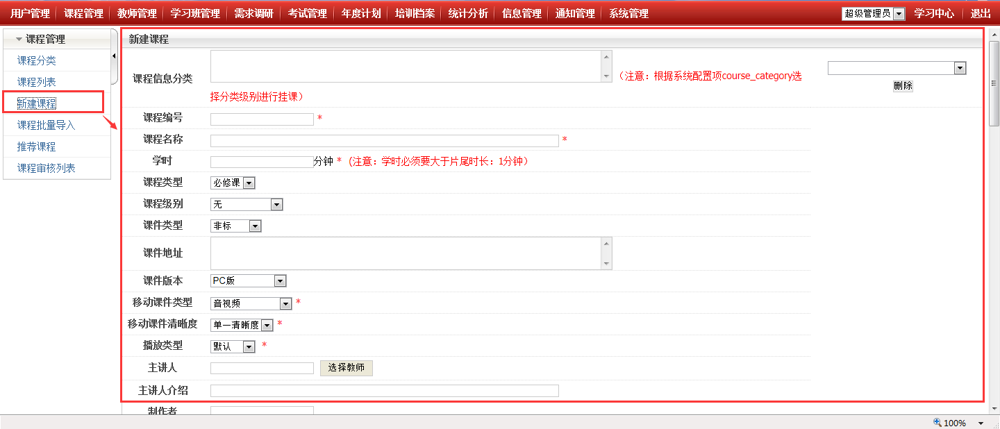 用户管理 课程管理 教师管理 学习班管理 需求调研 考试管理 年度计划 培训档案 统计分析 信息管理 通知管理 系统管理 超级管理员 学习中心 退出
课程管理
课程分类
课程列表
新建课程
课程批量导入
推荐课程
课程审核列表
新建课程
课程信息分类 (注意：根据系统配置项course_category选
择分类级别进行挂课)
删除
课程编号 *
课程名称 *
学时 分钟 * (注意：学时必须要大于片尾时长：1分钟)
课程类型 必修课
课程级别 无
课件类型 非标
课件地址
课件版本 PC版
移动课件类型 音视频 *
移动课件清晰度 单一清晰度 *
播放类型 默认 *
主讲人 选择教师
主讲人介绍
制作者
100%